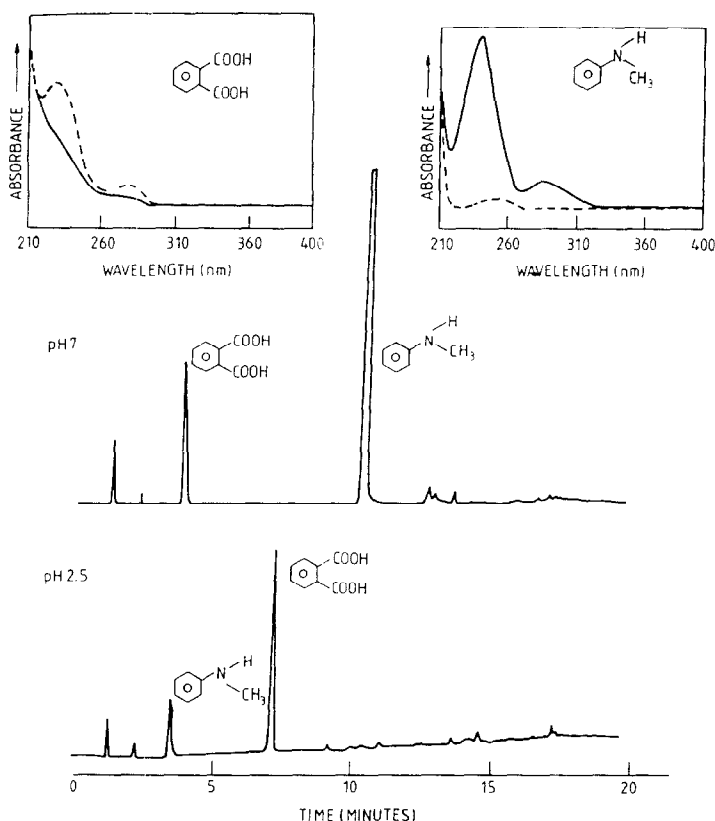 ABSORBANCE
COOH
COOH
210 260 310 360 400
WAVELENGTH (nm)
ABSORBANCE
H
N
CH3
210 260 310 360 400
WAVELENGTH (nm)
pH 7
COOH
COOH
H
N
CH3
pH 2.5
COOH
COOH
H
N
CH3
0 5 10 15 20
TIME (MINUTES)